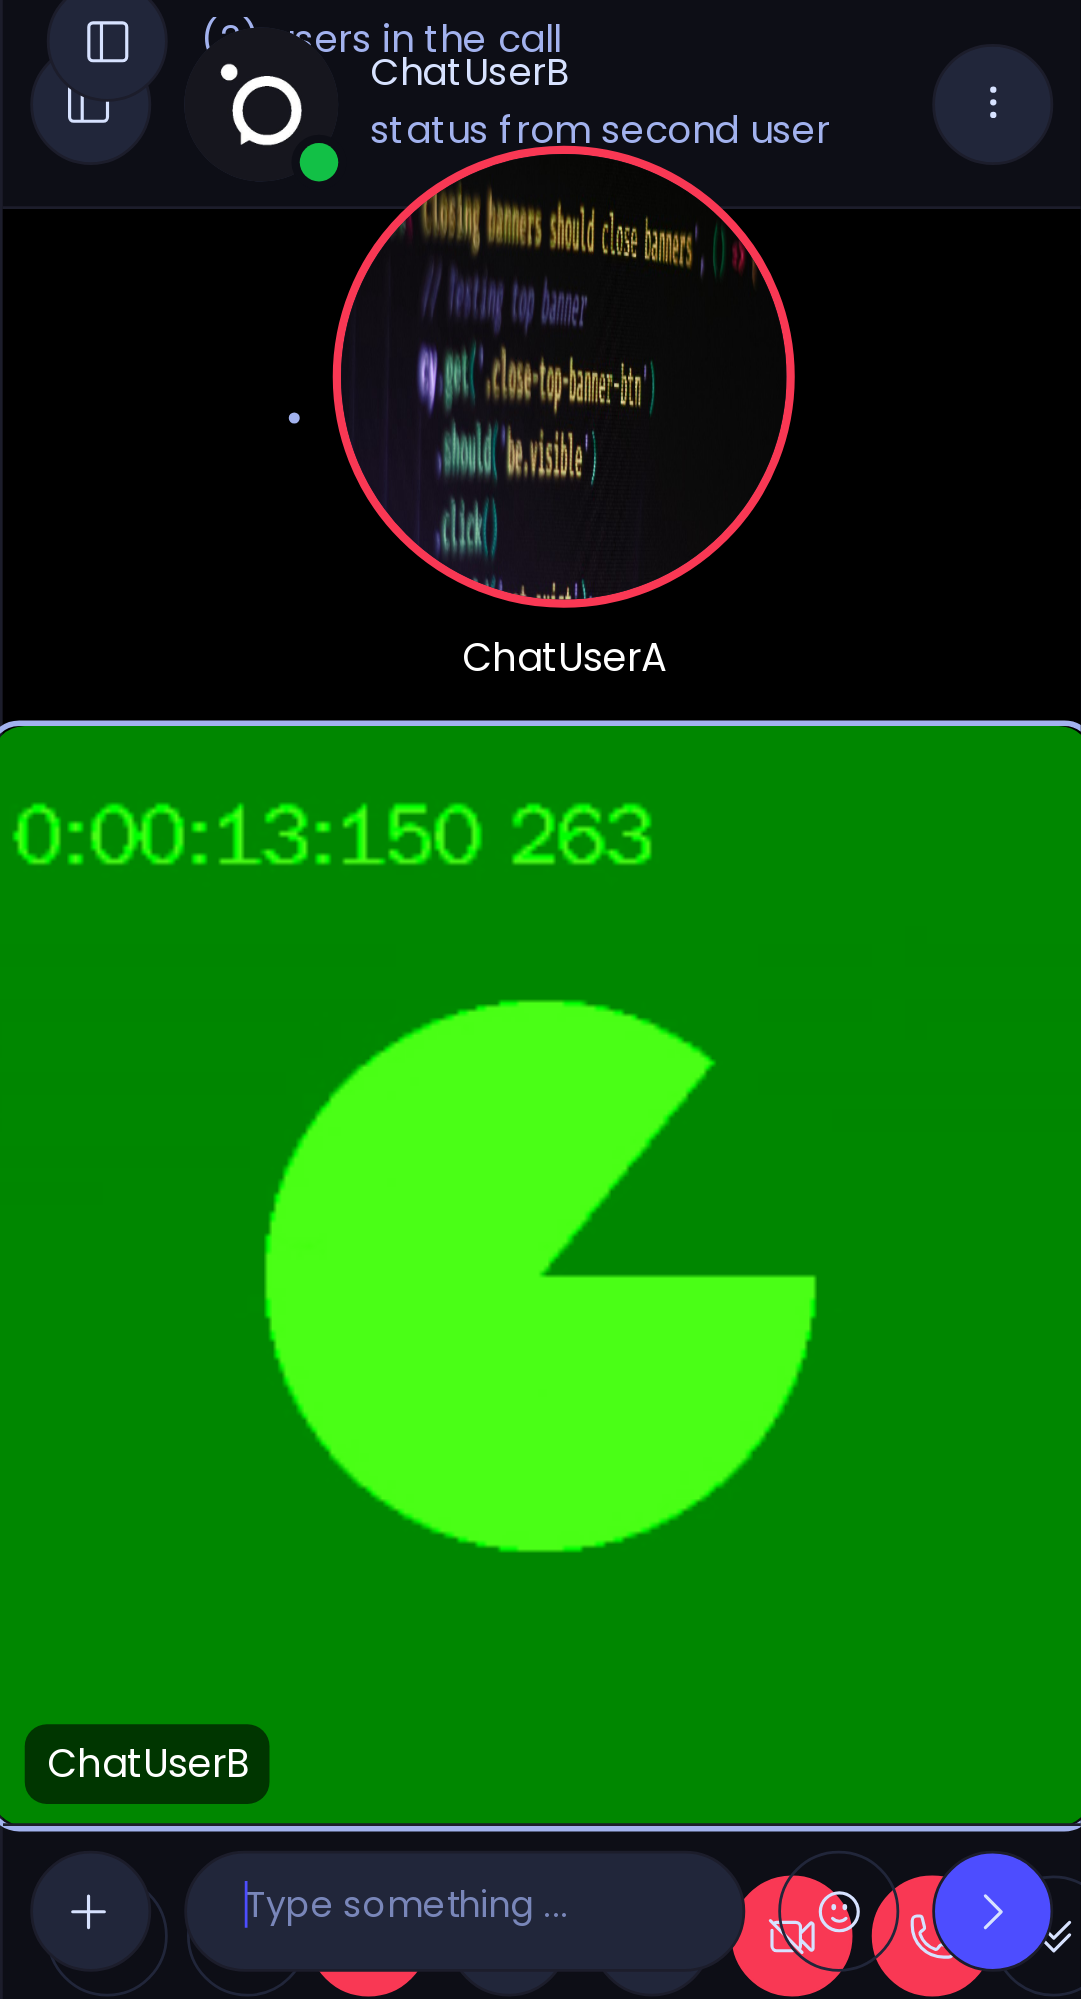 users in the call
ChatUserB
status from second user
Closing banners should close banners', ()
// Testing top banner
cy.get('.close-top-banner-btn')
.should('be.visible')
.click()
ChatUserA
0:00:13:150 263
ChatUserB
Type something ...